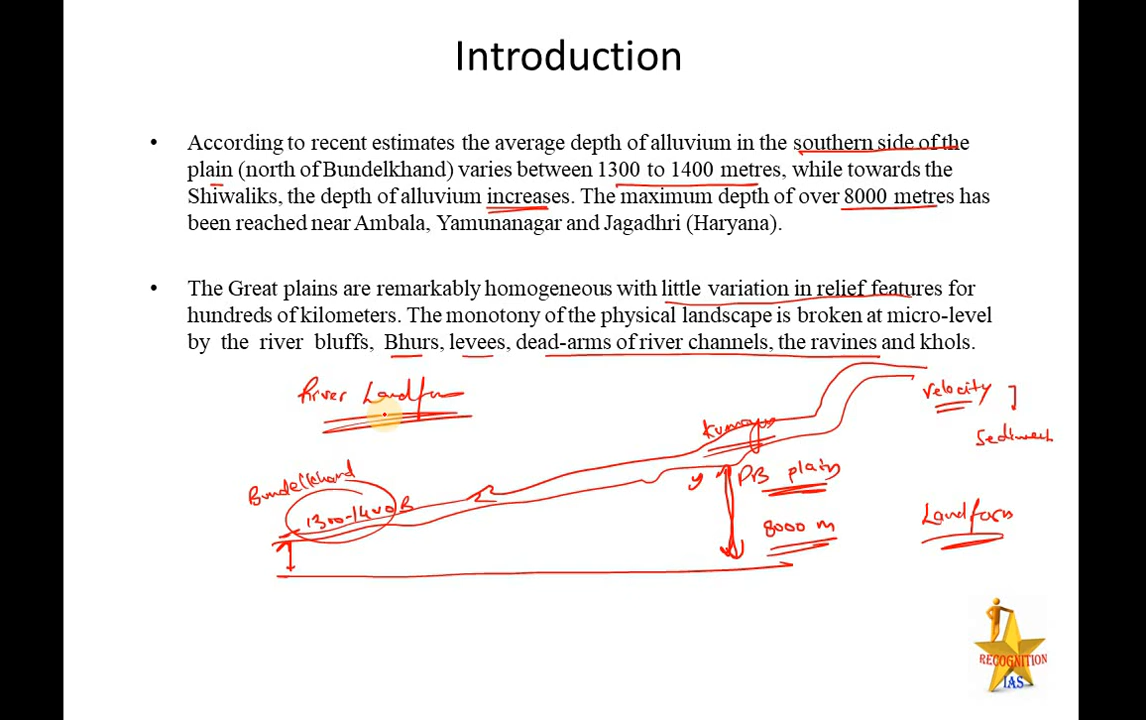 Introduction
• According to recent estimates the average depth of alluvium in the southern side of the
plain (north of Bundelkhand) varies between 1300 to 1400 metres, while towards the
Shiwaliks, the depth of alluvium increases. The maximum depth of over 8000 metres has
been reached near Ambala, Yamunanagar and Jagadhri (Haryana).
• The Great plains are remarkably homogeneous with little variation in relief features for
hundreds of kilometers. The monotony of the physical landscape is broken at micro-level
by the river bluffs, Bhurs, levees, dead-arms of river channels, the ravines and khols.
River Landfm
Velocity
Sediment
Bundelkhand
1300-1400
PB plain
8000 m
Landform
RECOGNITION
IAS